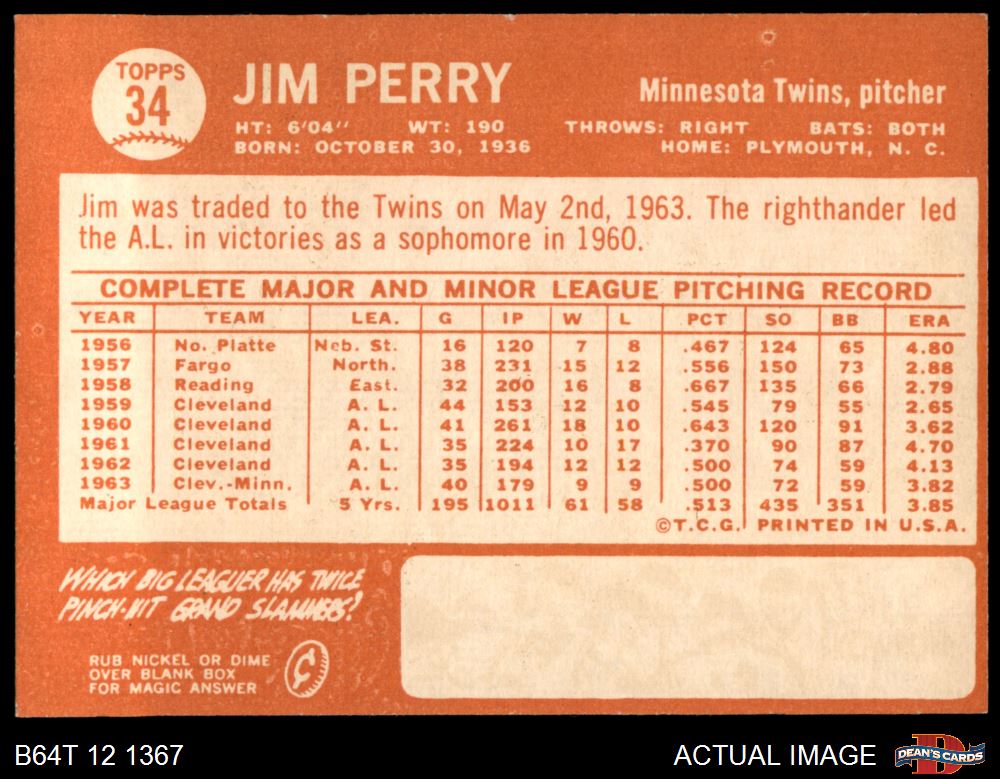 TOPPS
34
JIM PERRY
Minnesota Twins, pitcher
HT: 6'04" WT: 190 THROWS: RIGHT BATS: BOTH
BORN: OCTOBER 30, 1936 HOME: PLYMOUTH, N. C.
Jim was traded to the Twins on May 2nd, 1963. The righthander led
the A.L. in victories as a sophomore in 1960.
COMPLETE MAJOR AND MINOR LEAGUE PITCHING RECORD
YEAR TEAM LEA. G IP W L PCT SO BB ERA
1956 No. Platte Neb. St. 16 120 7 8 .467 124 65 4.80
1957 Fargo North. 38 231 15 12 .556 150 73 2.88
1958 Reading East. 32 200 16 8 .667 135 66 2.79
1959 Cleveland A. L. 44 153 12 10 .545 79 55 2.65
1960 Cleveland A. L. 41 261 18 10 .643 120 91 3.62
1961 Cleveland A. L. 35 224 10 17 .370 90 87 4.70
1962 Cleveland A. L. 35 194 12 12 .500 74 59 4.13
1963 Clev.-Minn. A. L. 40 179 9 9 .500 72 59 3.82
Major League Totals 5 Yrs. 195 1011 61 58 .513 435 351 3.85
©T.C.G. PRINTED IN U.S.A.
WHICH BIG LEAGUER HAS TWICE
PINCH-HIT GRAND SLAMMERS?
RUB NICKEL OR DIME
OVER BLANK BOX
FOR MAGIC ANSWER
B64T 12 1367 ACTUAL IMAGE DEAN'S CARDS